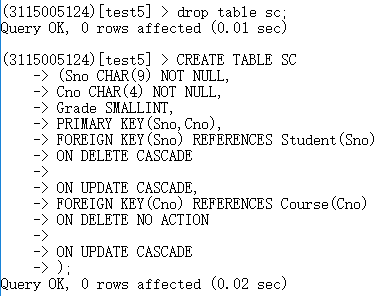 (3115005124)[test5] > drop table sc;
Query OK, 0 rows affected (0.01 sec)
(3115005124)[test5] > CREATE TABLE SC
-> (Sno CHAR(9) NOT NULL,
-> Cno CHAR(4) NOT NULL,
-> Grade SMALLINT,
-> PRIMARY KEY(Sno,Cno),
-> FOREIGN KEY(Sno) REFERENCES Student(Sno)
-> ON DELETE CASCADE
->
-> ON UPDATE CASCADE,
-> FOREIGN KEY(Cno) REFERENCES Course(Cno)
-> ON DELETE NO ACTION
->
-> ON UPDATE CASCADE
-> );
Query OK, 0 rows affected (0.02 sec)